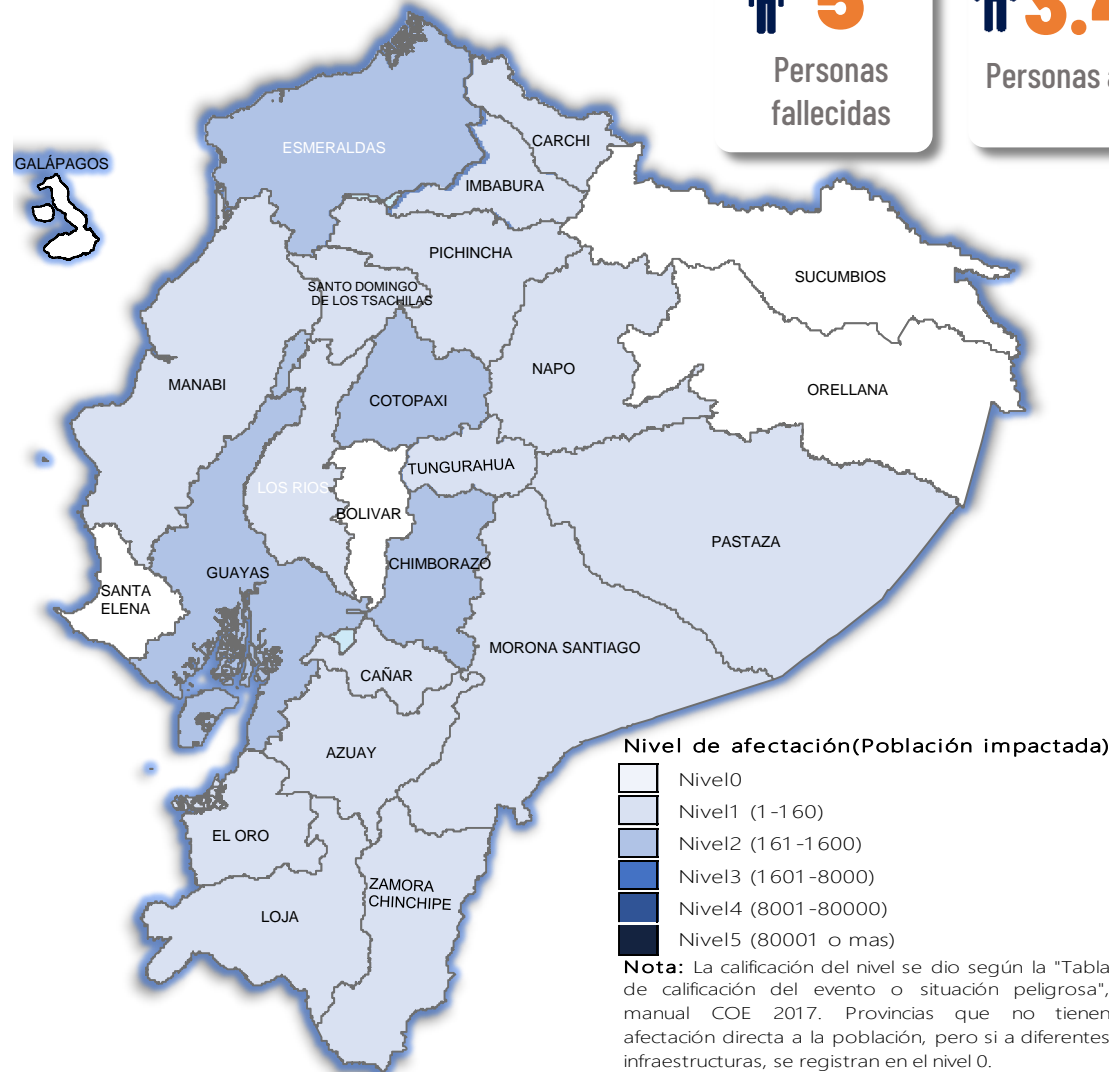 5
3.4
Personas
fallecidas
Personas
GALÁPAGOS
ESMERALDAS
CARCHI
IMBABURA
PICHINCHA
SUCUMBIOS
SANTO DOMINGO
DE LOS TSACHILAS
NAPO
MANABI
ORELLANA
COTOPAXI
TUNGURAHUA
LOS RIOS
BOLIVAR
PASTAZA
CHIMBORAZO
GUAYAS
SANTA
ELENA
MORONA SANTIAGO
CAÑAR
AZUAY
EL ORO
ZAMORA
CHINCHIPE
LOJA
Nivel de afectación(Población impactada)
Nivel0
Nivel1 (1-160)
Nivel2 (161-1600)
Nivel3 (1601-8000)
Nivel4 (8001-80000)
Nivel5 (80001 o mas)
Nota: La calificación del nivel se dio según la "Tabla
de calificación del evento o situación peligrosa",
manual COE 2017. Provincias que no tienen
afectación directa a la población, pero si a diferentes
infraestructuras, se registran en el nivel 0.